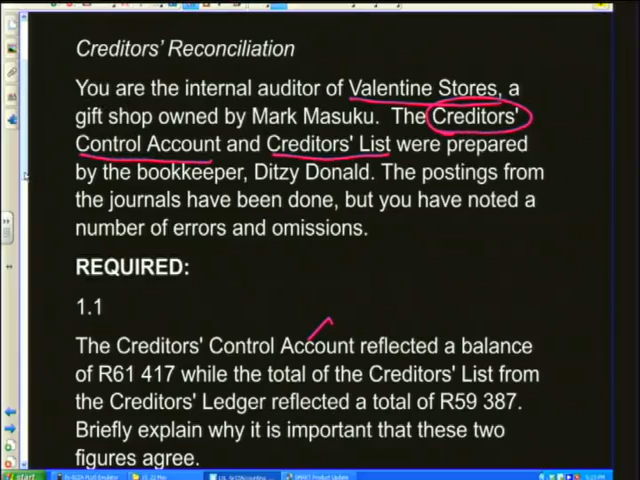 Creditors' Reconciliation
You are the internal auditor of Valentine Stores, a
gift shop owned by Mark Masuku. The Creditors'
Control Account and Creditors' List were prepared
by the bookkeeper, Ditzy Donald. The postings from
the journals have been done, but you have noted a
number of errors and omissions.
REQUIRED:
1.1
The Creditors' Control Account reflected a balance
of R61 417 while the total of the Creditors' List from
the Creditors' Ledger reflected a total of R59 387.
Briefly explain why it is important that these two
figures agree.
start
SMART Product Update